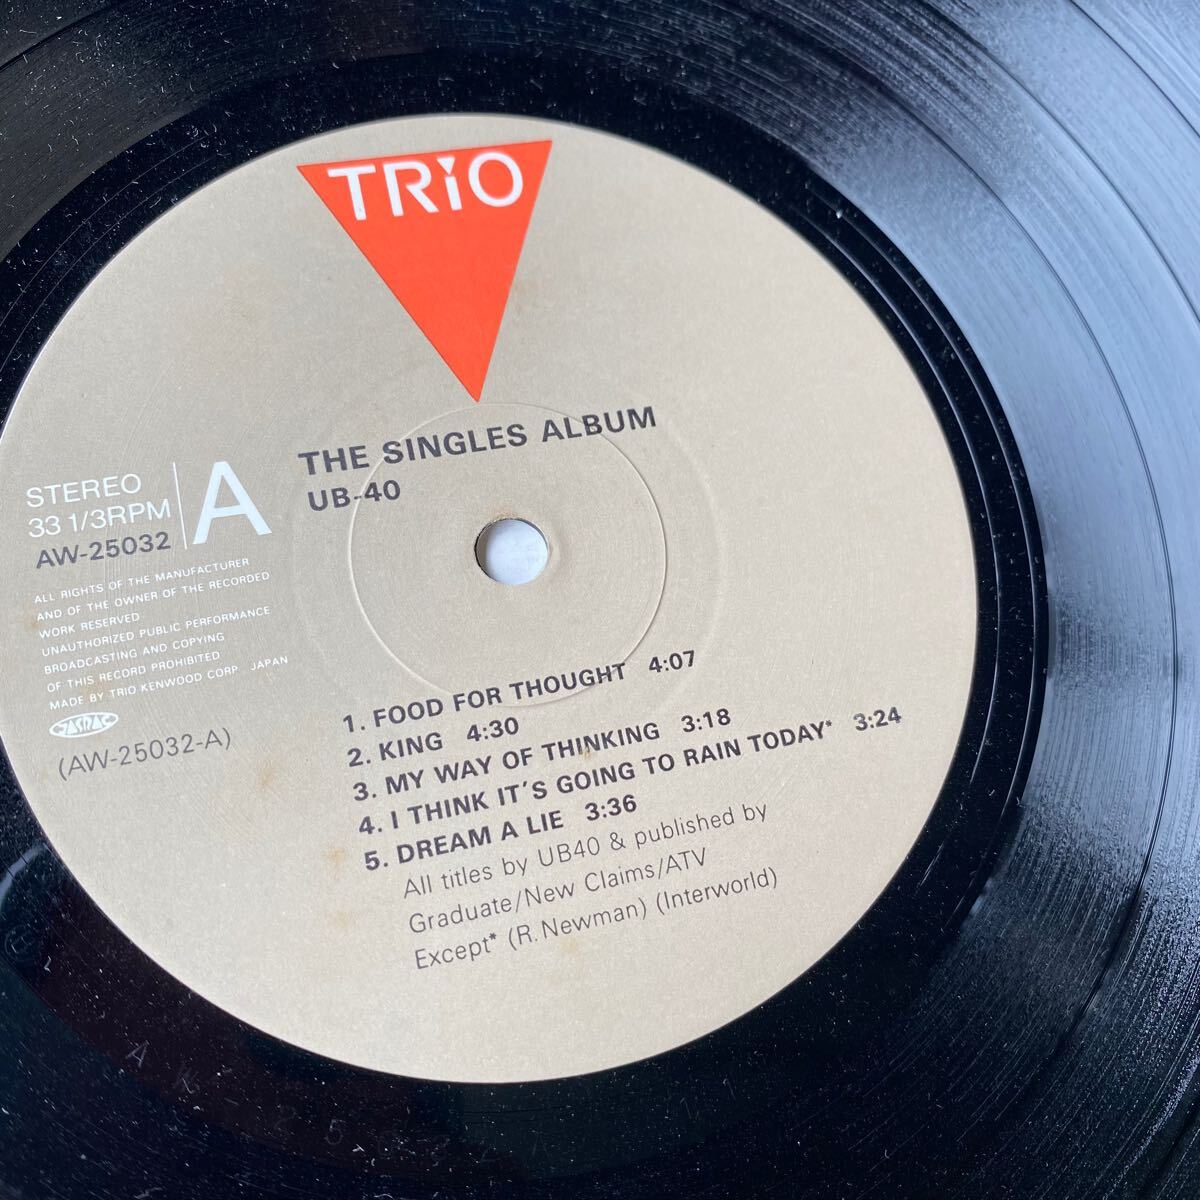 TRiO
THE SINGLES ALBUM
UB-40
STEREO
33 1/3RPM
A
AW-25032
ALL RIGHTS OF THE MANUFACTURER
AND OF THE OWNER OF THE RECORDED
WORK RESERVED
UNAUTHORIZED PUBLIC PERFORMANCE
BROADCASTING AND COPYING
OF THIS RECORD PROHIBITED
MADE BY TRIO KENWOOD CORP. JAPAN
JASRAC
(AW-25032-A)
1. FOOD FOR THOUGHT 4:07
2. KING 4:30
3. MY WAY OF THINKING 3:18
4. I THINK IT'S GOING TO RAIN TODAY* 3:24
5. DREAM A LIE 3:36
All titles by UB40 & published by
Graduate/New Claims/ATV
Except* (R. Newman) (Interworld)